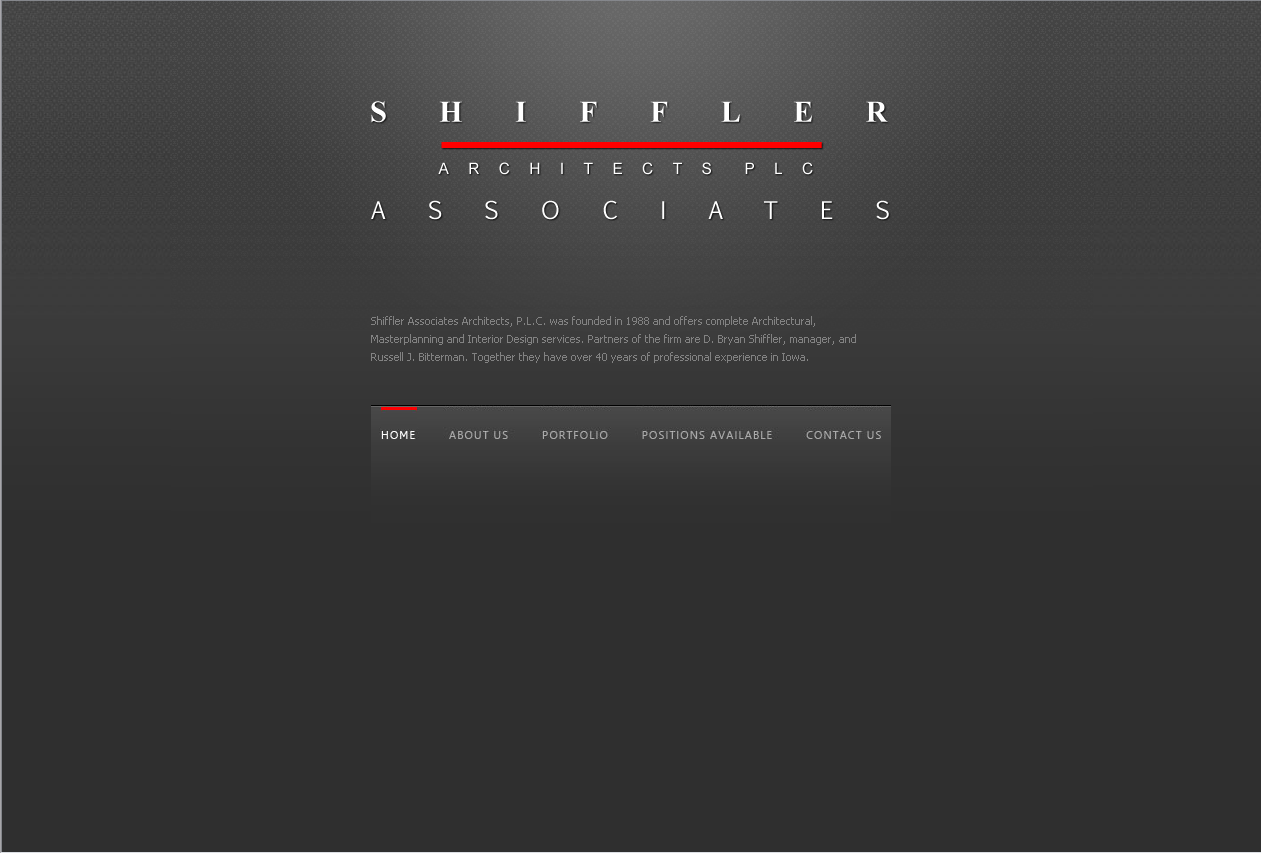 SHIFFLER
ARCHITECTS PLC
ASSOCIATES
Shiffler Associates Architects, P.L.C. was founded in 1988 and offers complete Architectural,
Masterplanning and Interior Design services. Partners of the firm are D. Bryan Shiffler, manager, and
Russell J. Bitterman. Together they have over 40 years of professional experience in Iowa.
HOME ABOUT US PORTFOLIO POSITIONS AVAILABLE CONTACT US